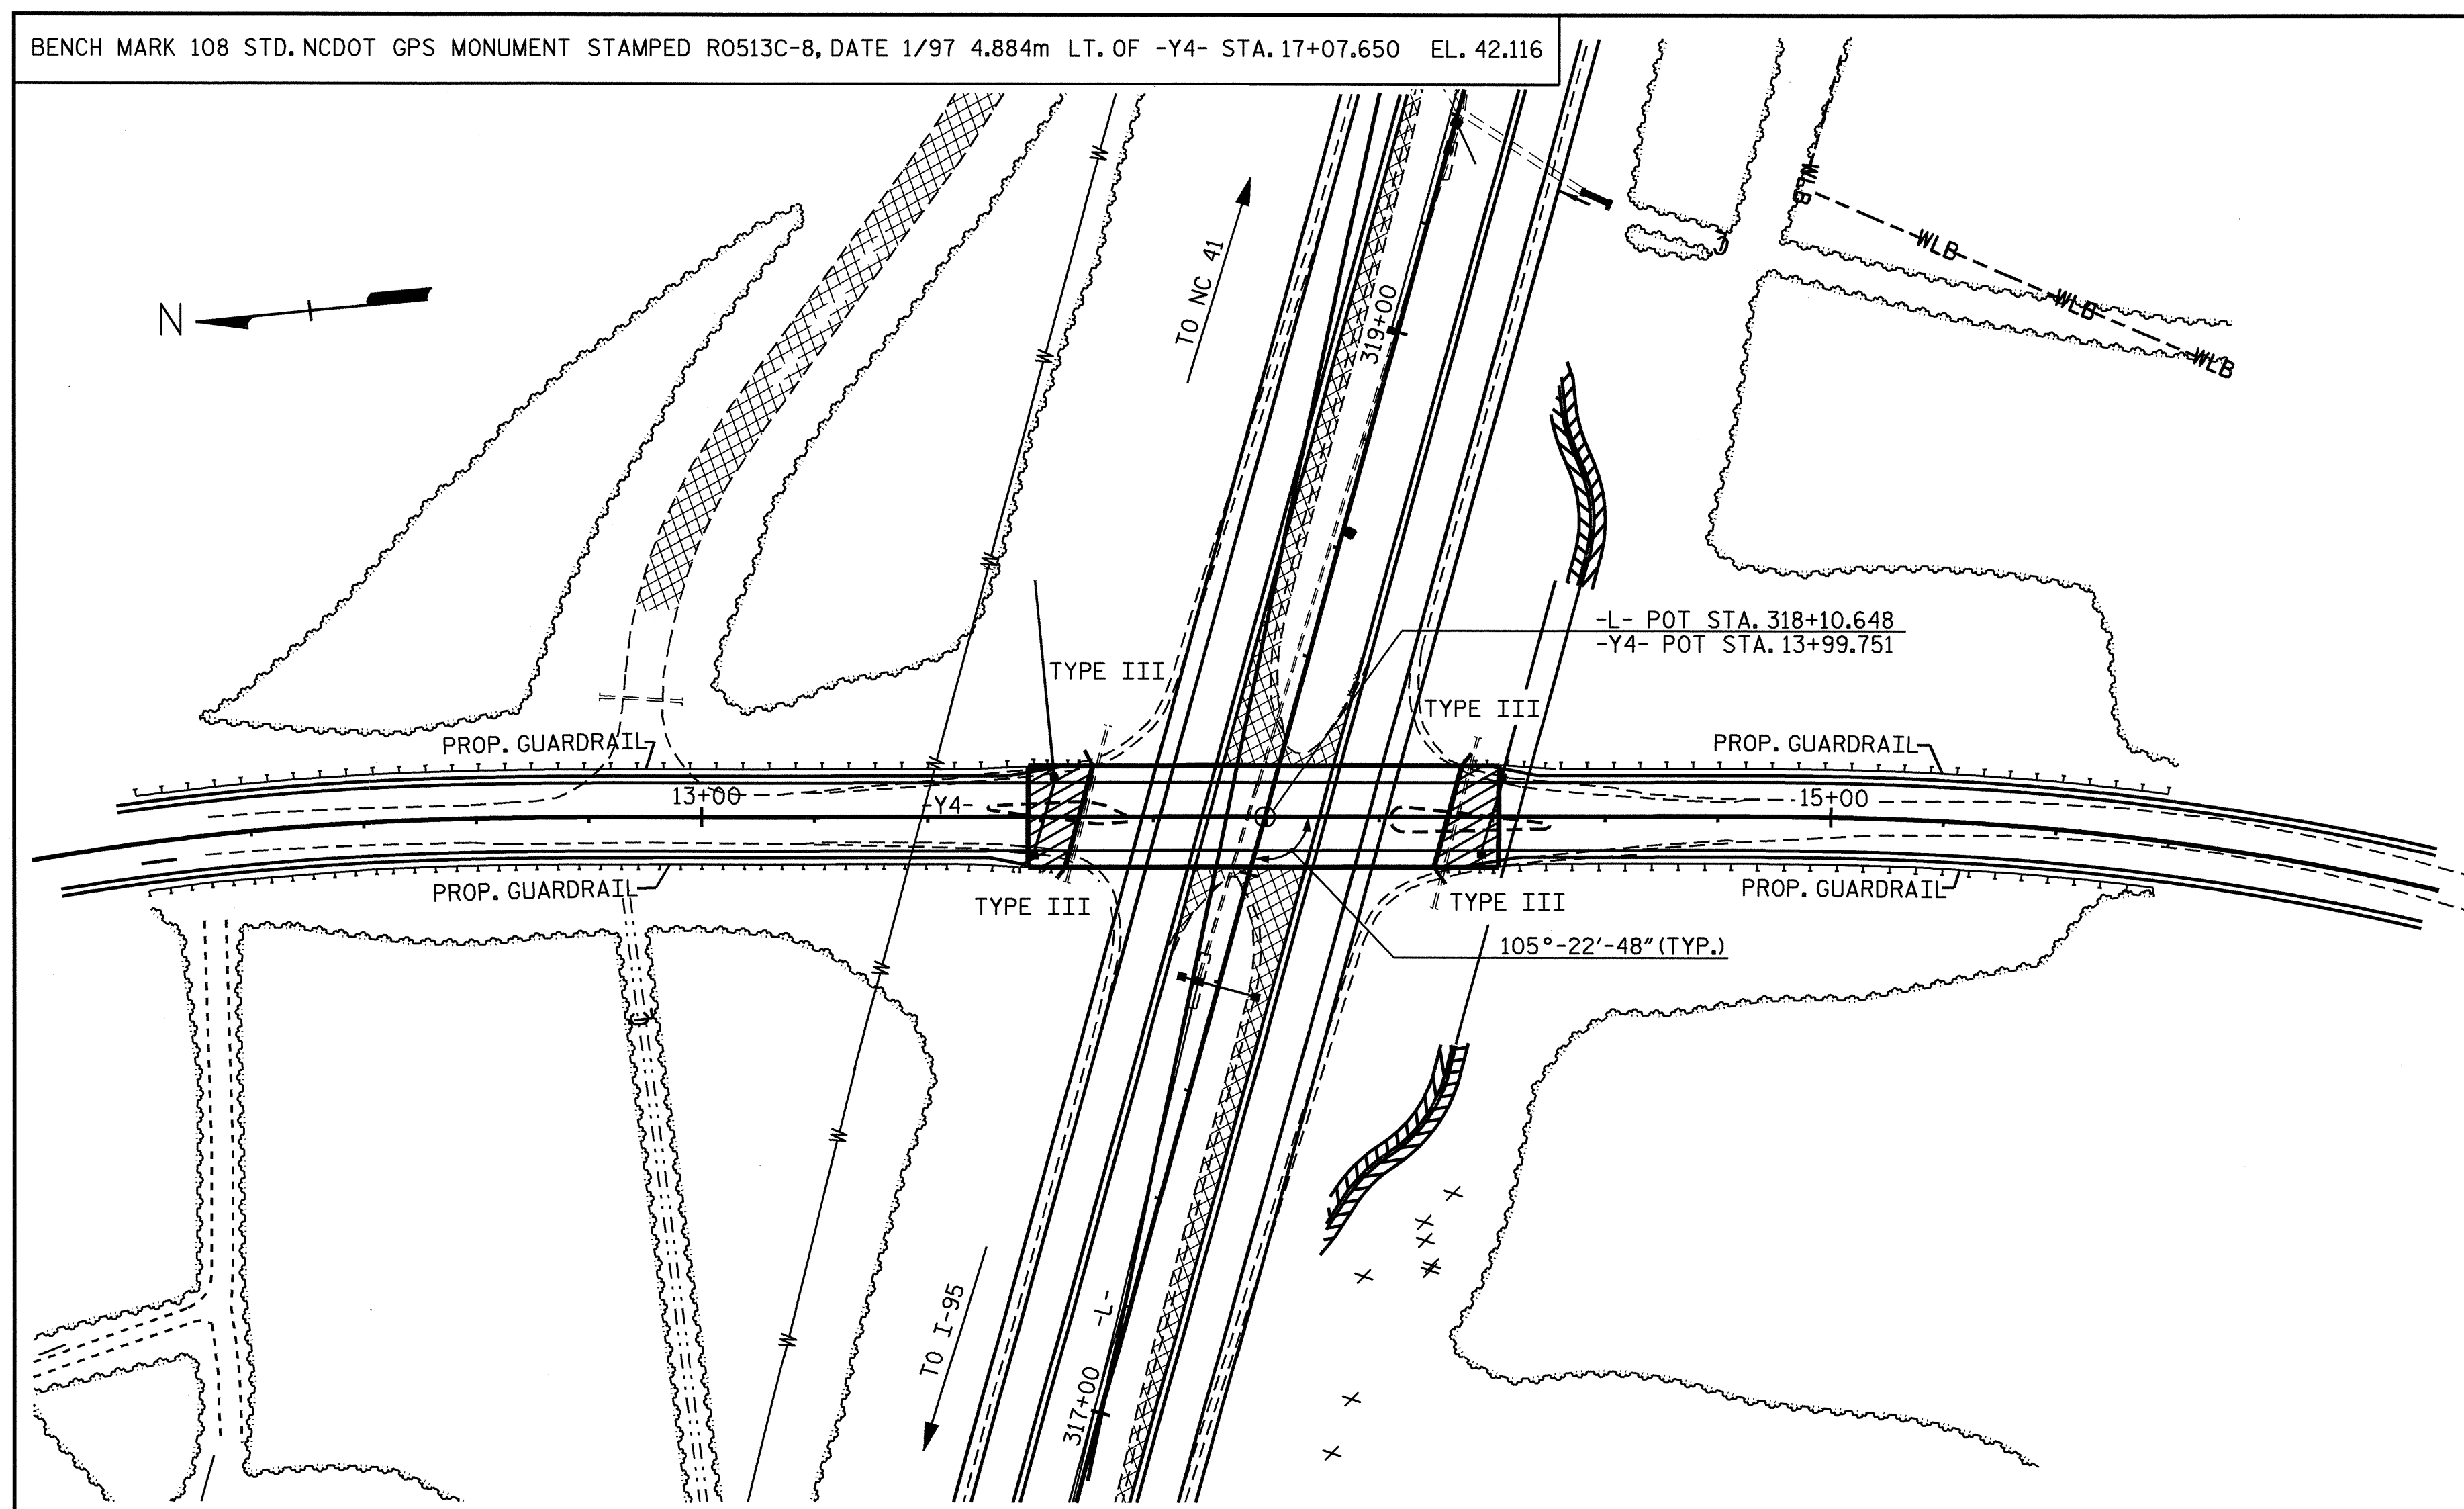 BENCH MARK 108 STD. NCDOT GPS MONUMENT STAMPED RO513C-8, DATE 1/97 4.884m LT. OF -Y4- STA. 17+07.650 EL. 42.116
WLB
WLB
WLB
WLB
N
TO NC 41
319+00
W
W
W
-L- POT STA. 318+10.648
-Y4- POT STA. 13+99.751
TYPE III
TYPE III
PROP. GUARDRAIL
PROP. GUARDRAIL
W
13+00
-Y4-
15+00
PROP. GUARDRAIL
PROP. GUARDRAIL
TYPE III
TYPE III
105°-22'-48" (TYP.)
W
W
W
TO I-95
-L-
317+00